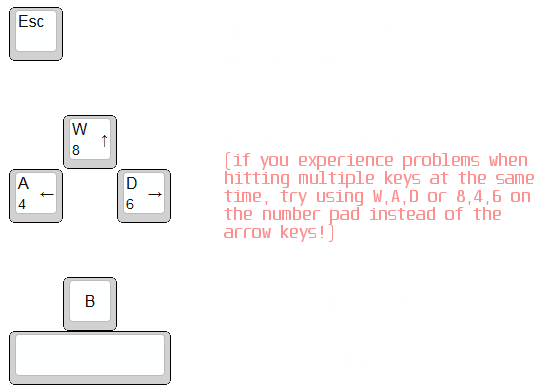 Esc
W
8 ↑
A
4 ←
D
6 →
B
(if you experience problems when
hitting multiple keys at the same
time, try using W,A,D or 8,4,6 on
the number pad instead of the
arrow keys!)